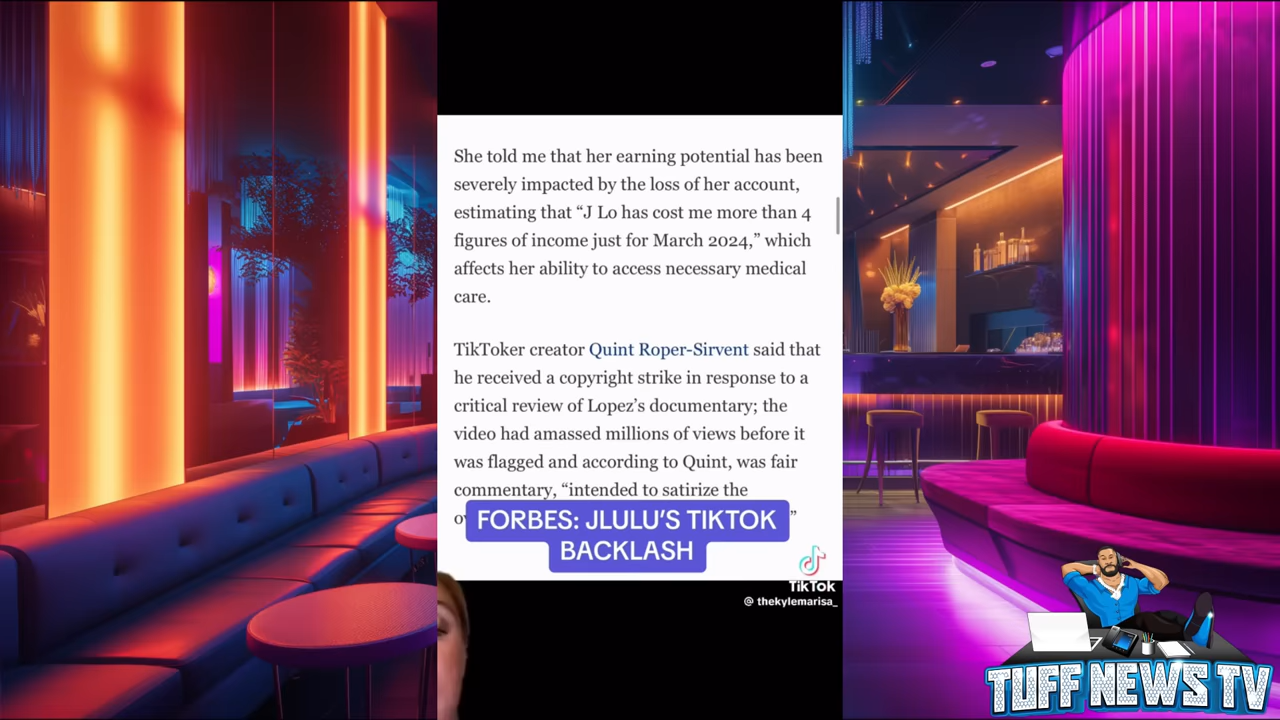 She told me that her earning potential has been
severely impacted by the loss of her account,
estimating that “J Lo has cost me more than 4
figures of income just for March 2024,” which
affects her ability to access necessary medical
care.
TikToker creator Quint Roper-Sirvent said that
he received a copyright strike in response to a
critical review of Lopez’s documentary; the
video had amassed millions of views before it
was flagged and according to Quint, was fair
commentary, “intended to satirize the
”
FORBES: JLULU’S TIKTOK
BACKLASH
TikTok
@ thekylemarisa_
TUFF NEWS TV